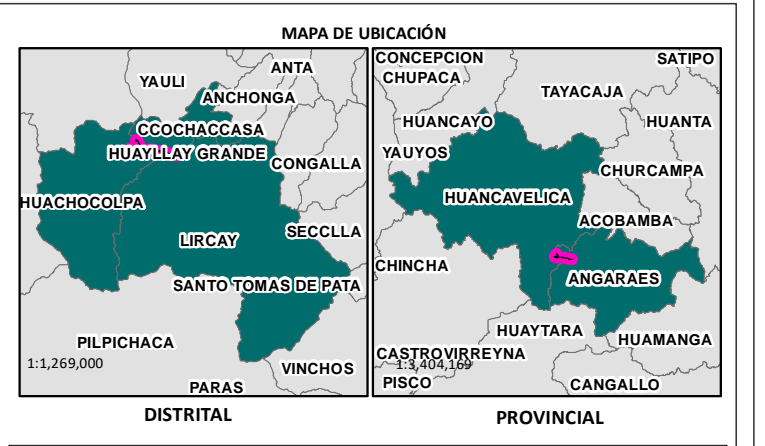 MAPA DE UBICACIÓN
YAULI
ANTA
ANCHONGA
CCOCHACCASA
HUAYLLAY GRANDE
CONGALLA
HUACHOCOLPA
LIRCAY
SECCLLA
SANTO TOMAS DE PATA
PILPICHACA
1:1,269,000
VINCHOS
PARAS
DISTRITAL
CONCEPCION
SATIPO
CHUPACA
TAYACAJA
HUANCAYO
HUANTA
YAUYOS
CHURCAMPA
HUANCAVELICA
ACOBAMBA
CHINCHA
ANGARAES
HUAYTARA
HUAMANGA
CASTROVIRREYNA
1:3,404,169
PISCO
CANGALLO
PROVINCIAL